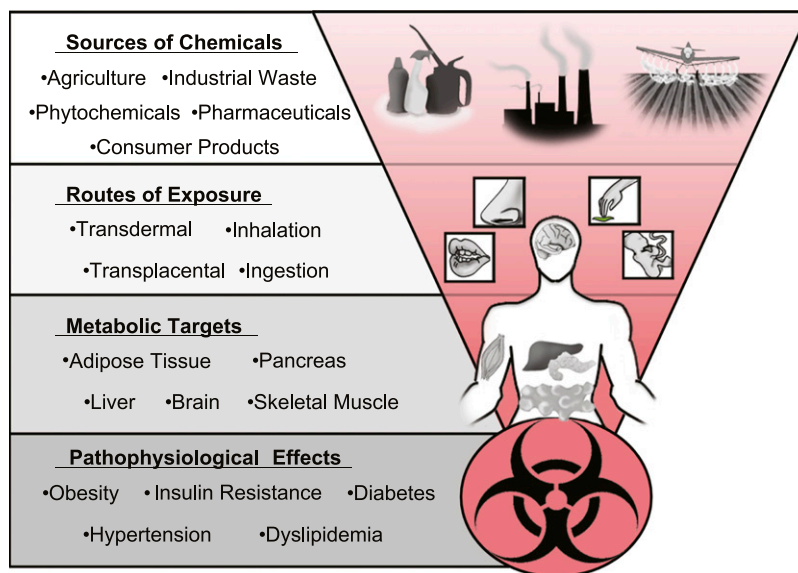 Sources of Chemicals
•Agriculture •Industrial Waste
•Phytochemicals •Pharmaceuticals
•Consumer Products
Routes of Exposure
•Transdermal •Inhalation
•Transplacental •Ingestion
Metabolic Targets
•Adipose Tissue •Pancreas
•Liver •Brain •Skeletal Muscle
Pathophysiological Effects
•Obesity •Insulin Resistance •Diabetes
•Hypertension •Dyslipidemia